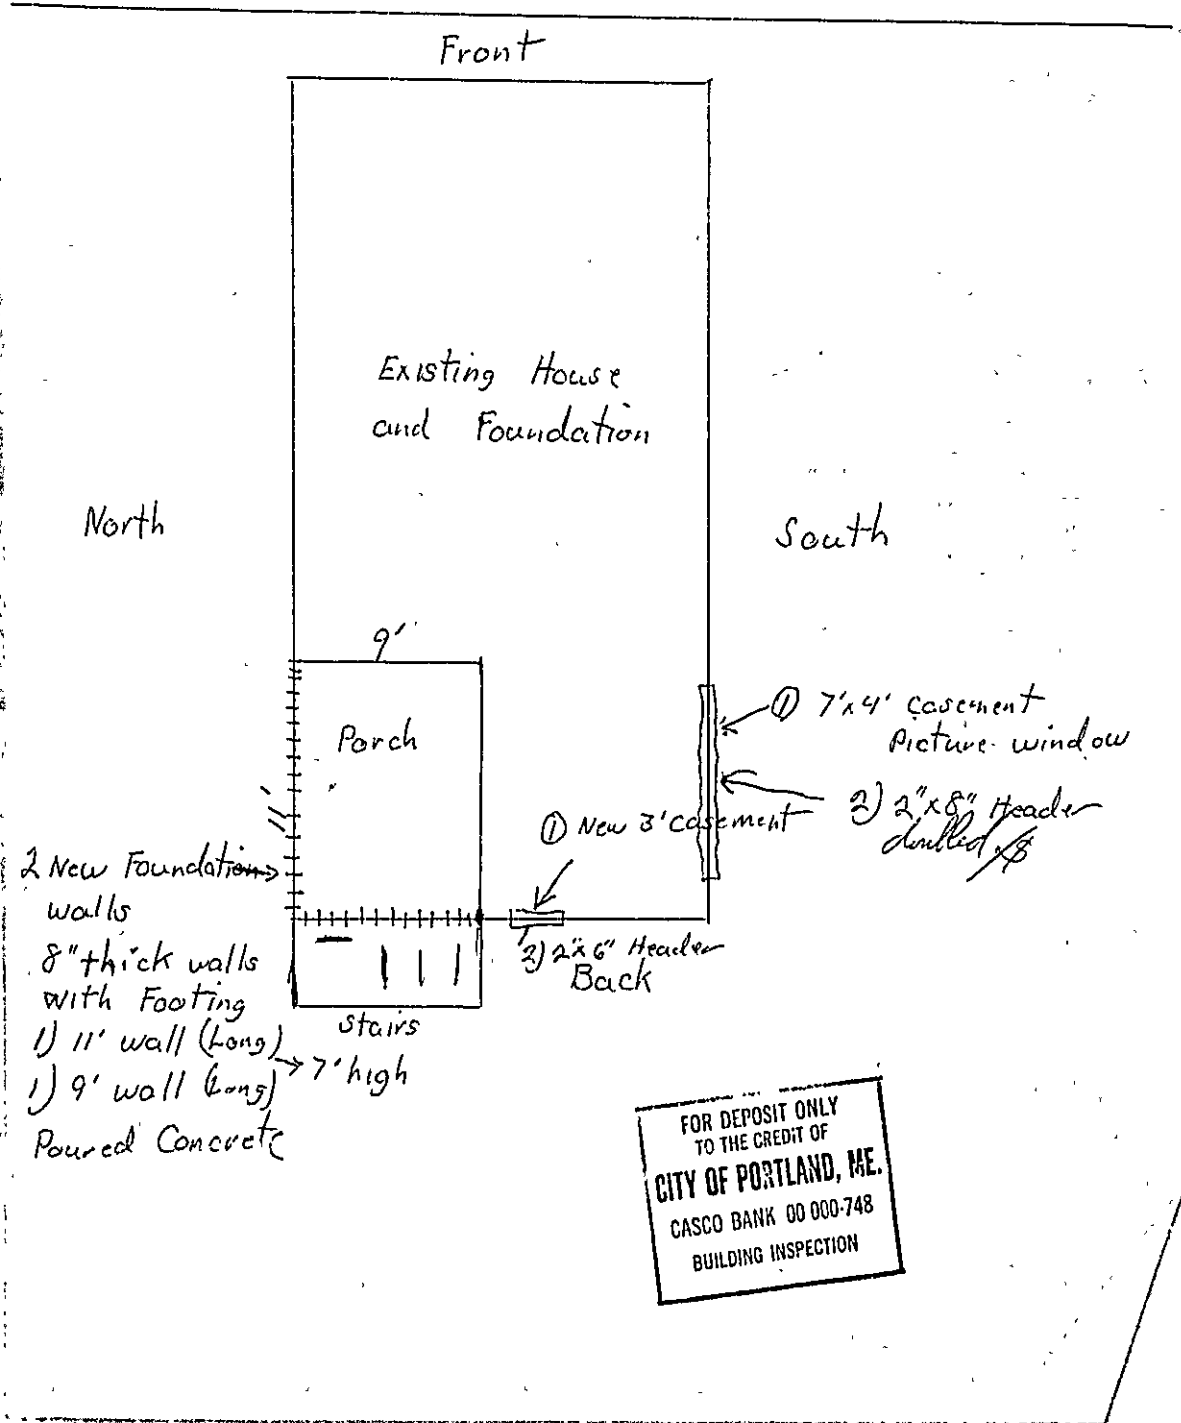 Front
Existing House
and Foundation
North
South
9'
Porch
11'
① 7'x4' casement
Picture window
2) 2"x8" Header
doubled
① New 3' casement
2 New Foundation
walls
8" thick walls
with Footing
1) 11' wall (Long)
1) 9' wall (Long)
7' high
Poured Concrete
2) 2"x6" Header
Back
stairs
FOR DEPOSIT ONLY
TO THE CREDIT OF
CITY OF PORTLAND, ME.
CASCO BANK 00 000-748
BUILDING INSPECTION